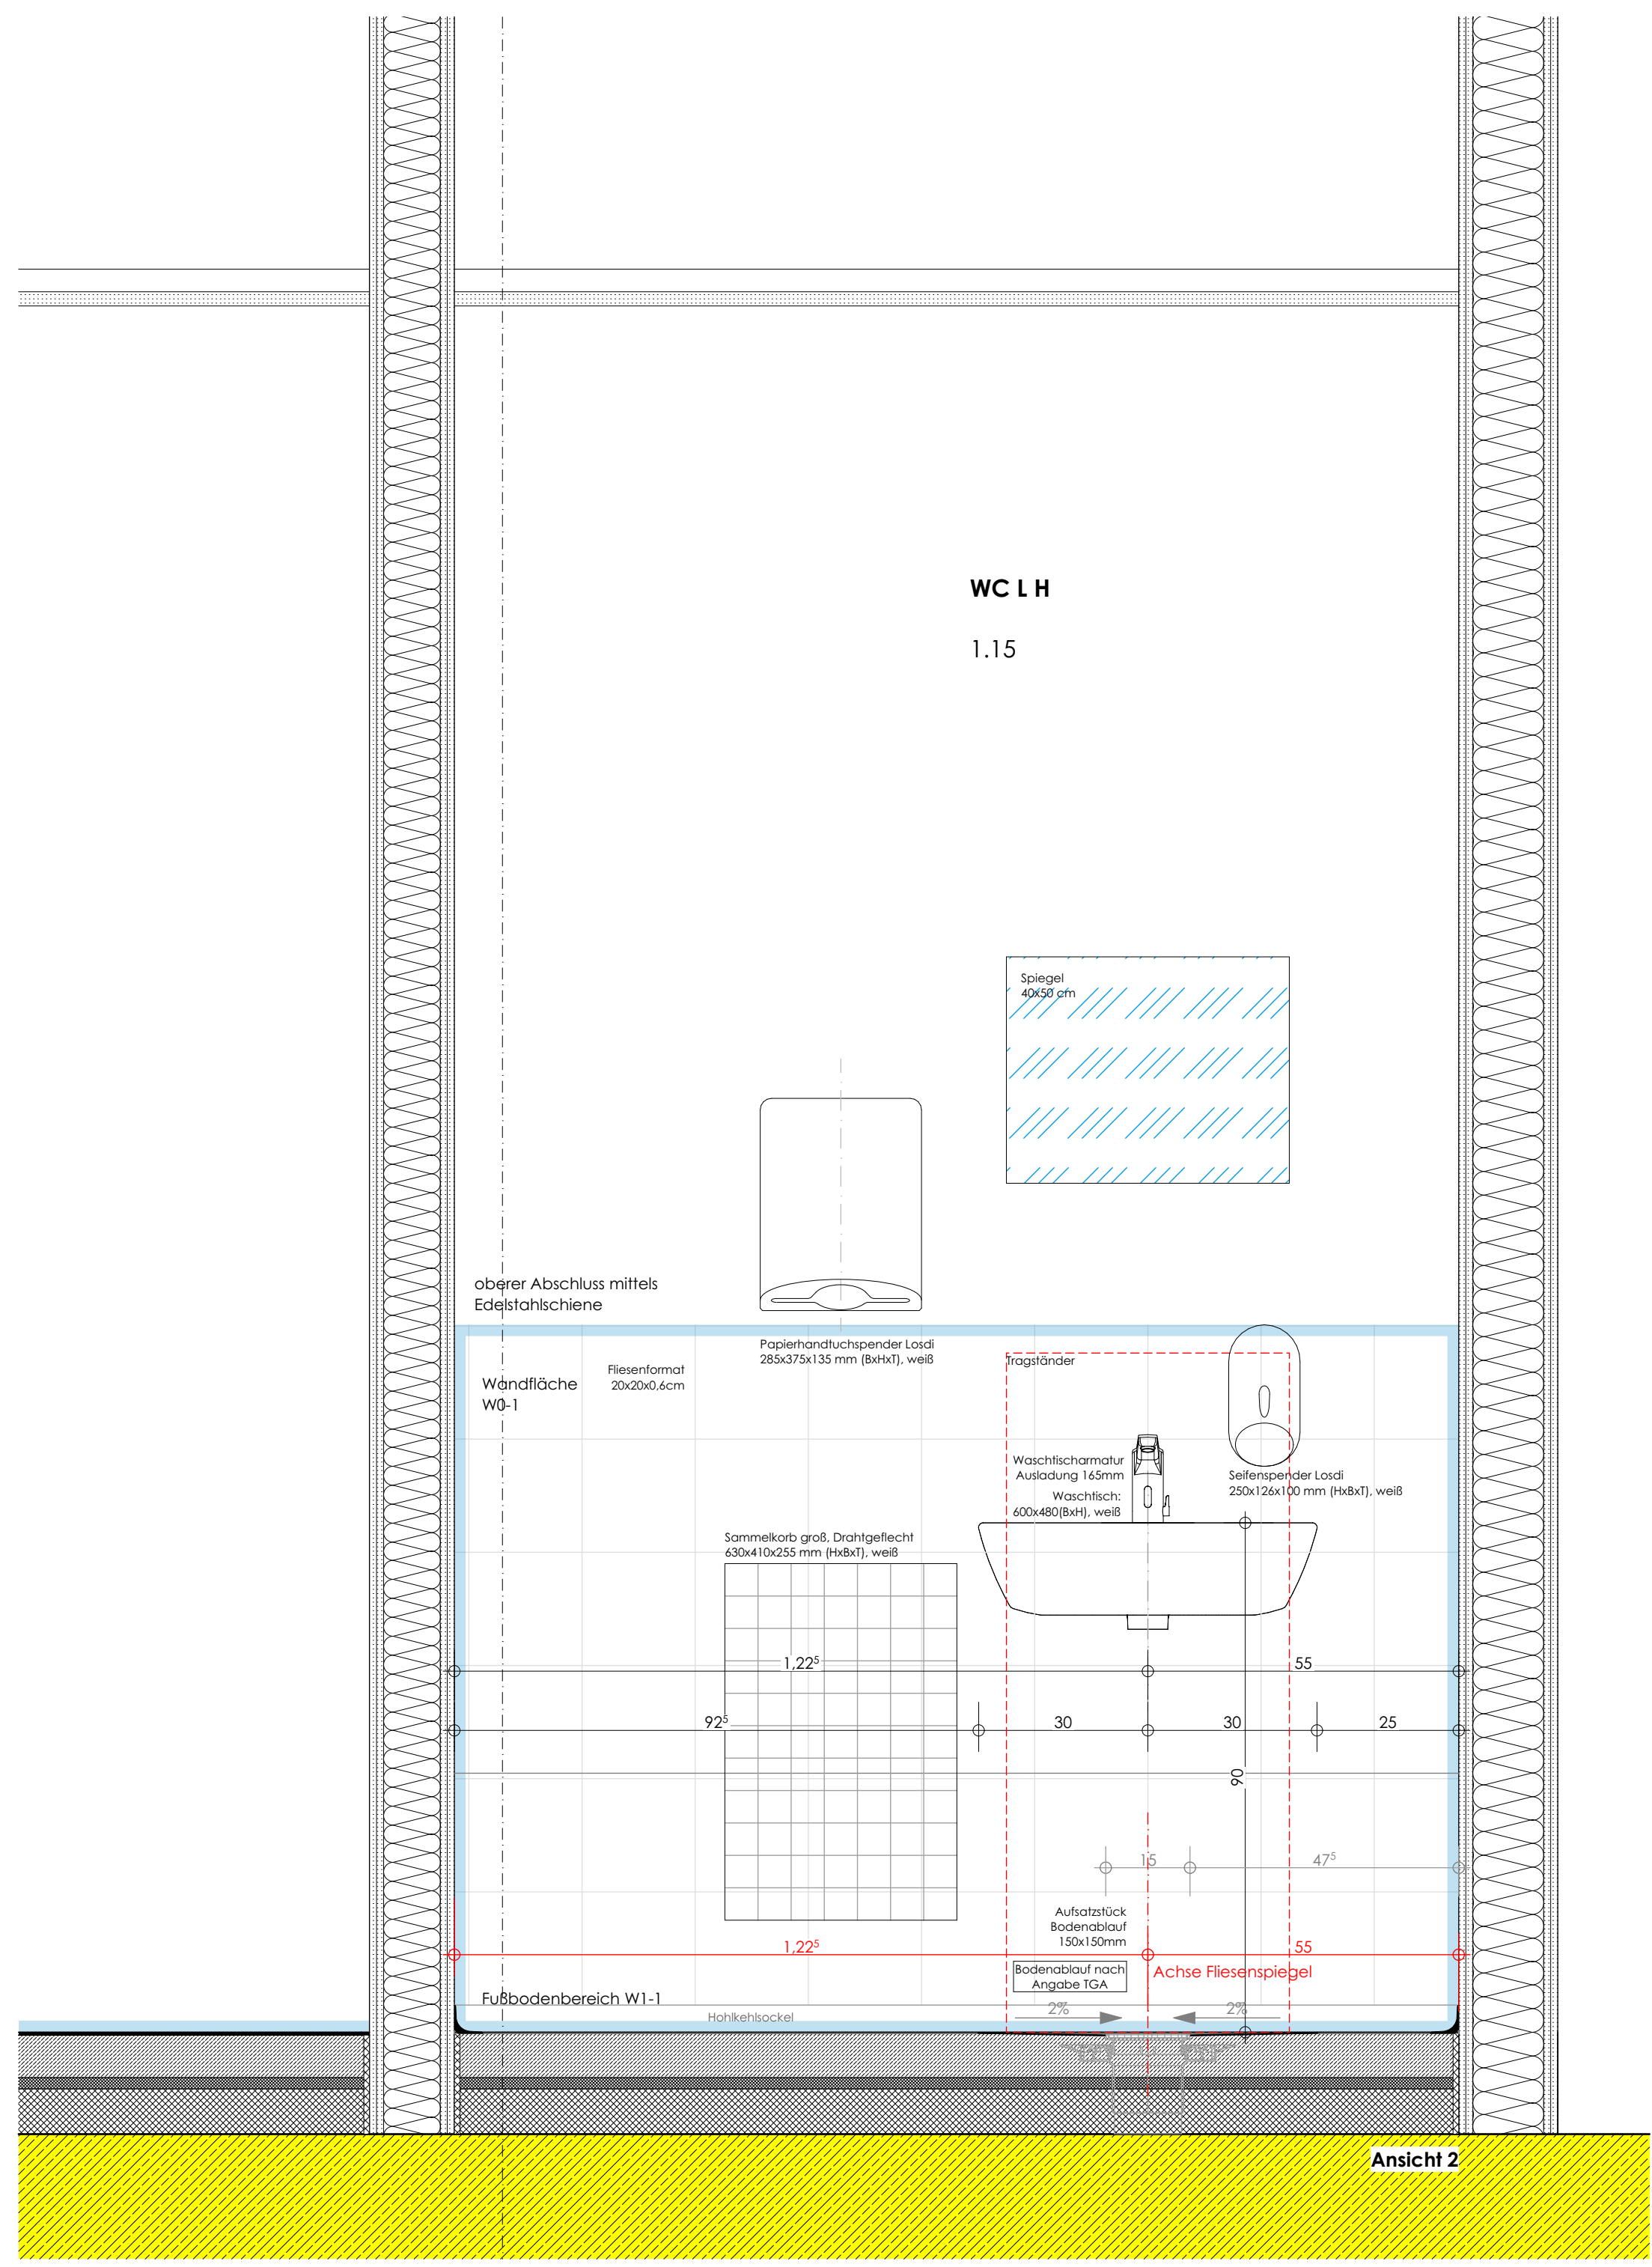 WC L H
1.15
Spiegel
40x50 cm
oberer Abschluss mittels
Edelstahlschiene
Papierhandtuchspender Losdi
285x375x135 mm (BxHxT), weiß
Tragständer
Fliesenformat
20x20x0,6cm
Wandfläche
W0-1
Waschtischarmatur
Ausladung 165mm
Waschtisch:
600x480(BxH), weiß
Seifenspender Losdi
250x126x100 mm (HxBxT), weiß
Sammelkorb groß, Drahtgeflecht
630x410x255 mm (HxBxT), weiß
1,22⁵
55
92⁵
30
30
25
90
15
47⁵
Aufsatzstück
Bodenablauf
150x150mm
1,22⁵
55
Bodenablauf nach
Angabe TGA
Achse Fliesenspiegel
Fußbodenbereich W1-1
Hohlkehlsockel
2%
2%
Ansicht 2